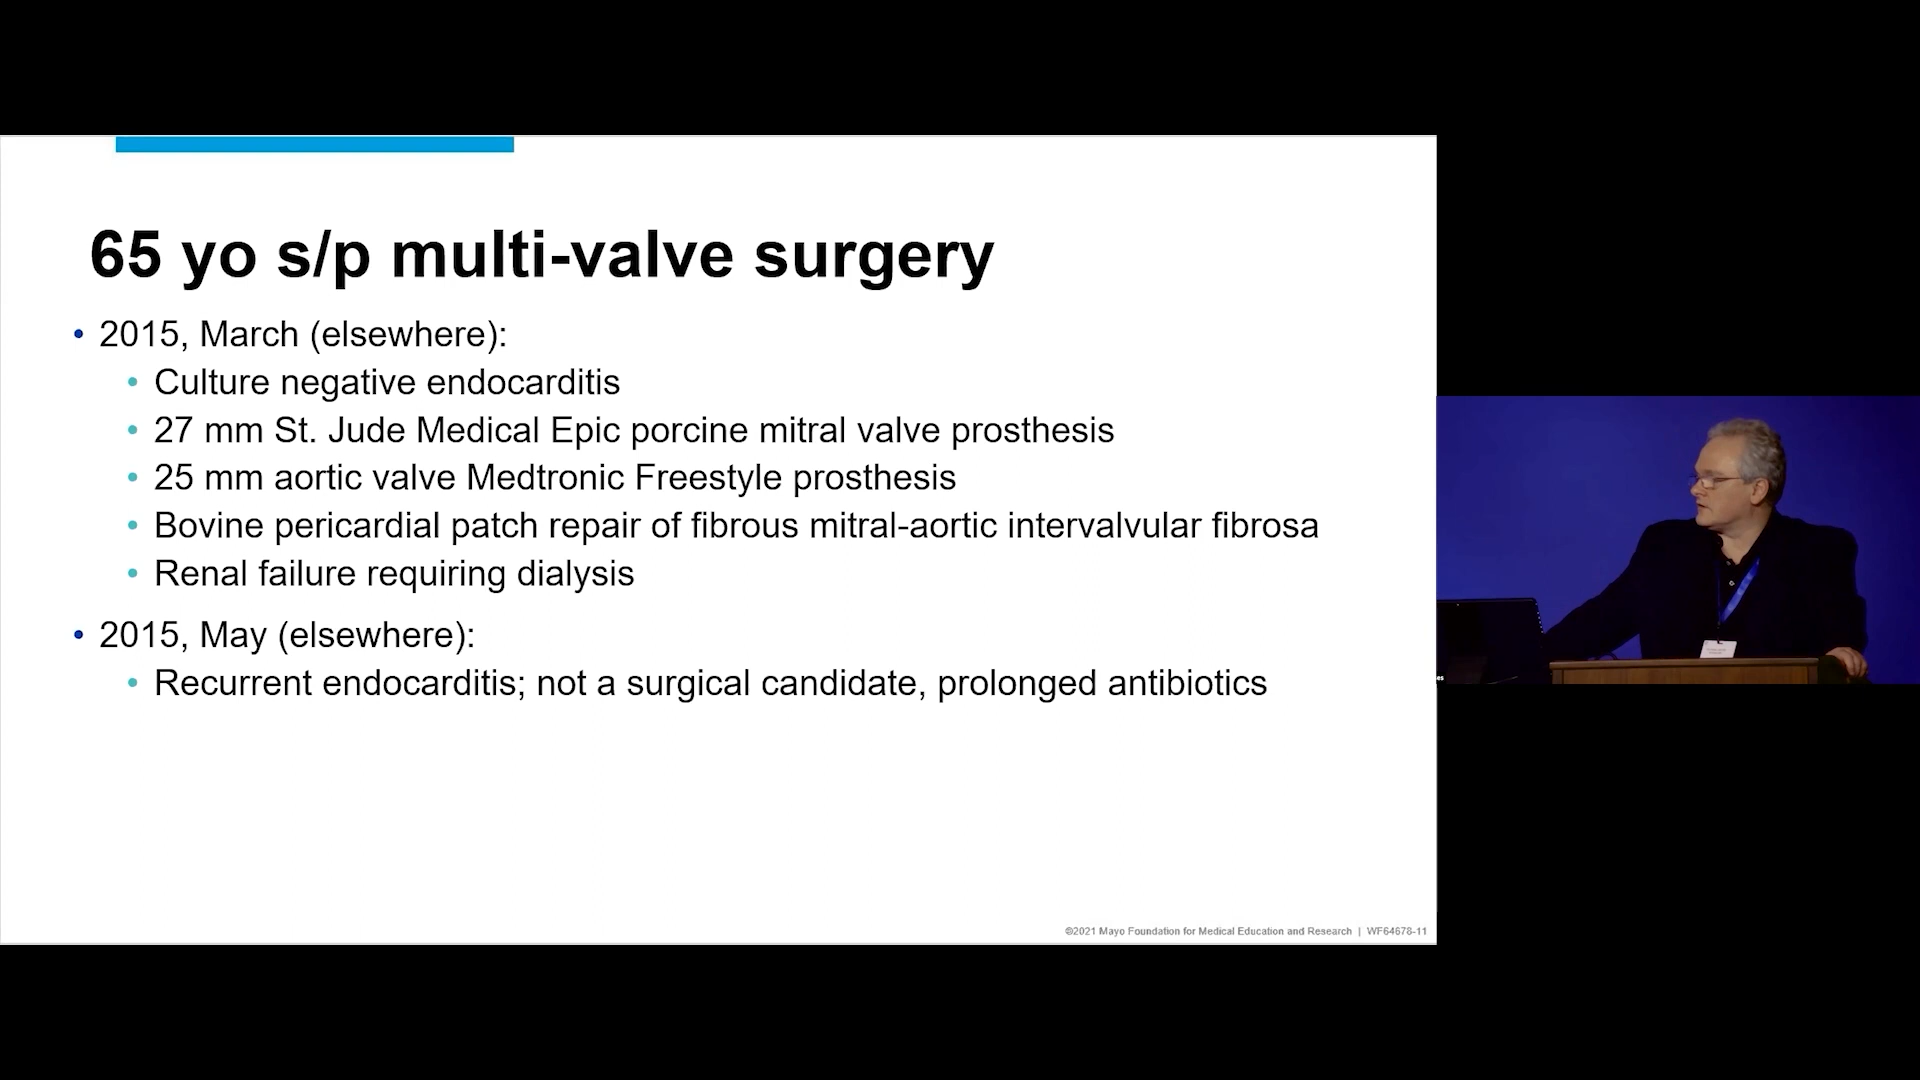 65 yo s/p multi-valve surgery
• 2015, March (elsewhere):
• Culture negative endocarditis
• 27 mm St. Jude Medical Epic porcine mitral valve prosthesis
• 25 mm aortic valve Medtronic Freestyle prosthesis
• Bovine pericardial patch repair of fibrous mitral-aortic intervalvular fibrosa
• Renal failure requiring dialysis
• 2015, May (elsewhere):
• Recurrent endocarditis; not a surgical candidate, prolonged antibiotics
©2021 Mayo Foundation for Medical Education and Research | WF64678-11